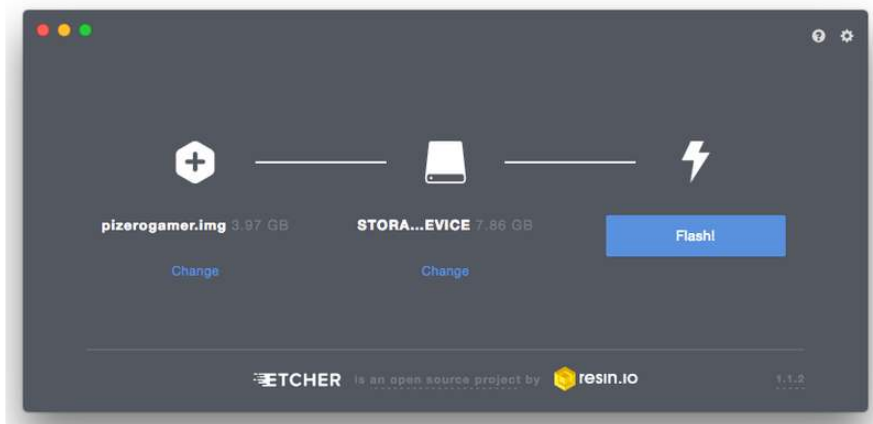 pizerogamer.img 3.97 GB
STORA...EVICE 7.86 GB
Flash!
Change
Change
ETCHER is an open source project by resin.io 1.1.2